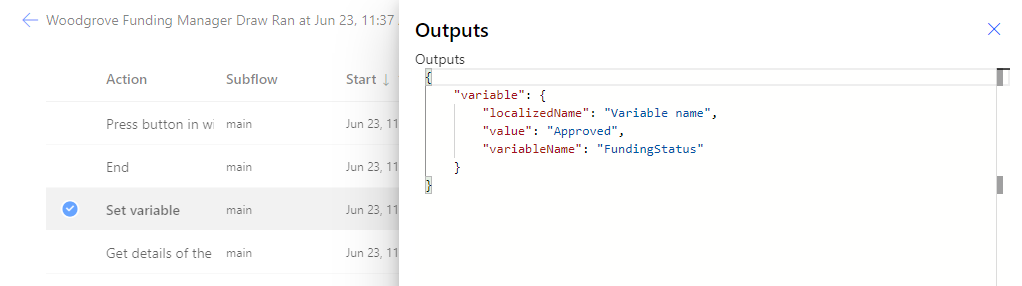 Woodgrove Funding Manager Draw Ran at Jun 23, 11:37
Action Subflow Start ↓
Press button in wi main Jun 23, 11
End main Jun 23, 11
Set variable main Jun 23, 11
Get details of the main Jun 23, 11
Outputs
Outputs
{
"variable": {
"localizedName": "Variable name",
"value": "Approved",
"variableName": "FundingStatus"
}
}